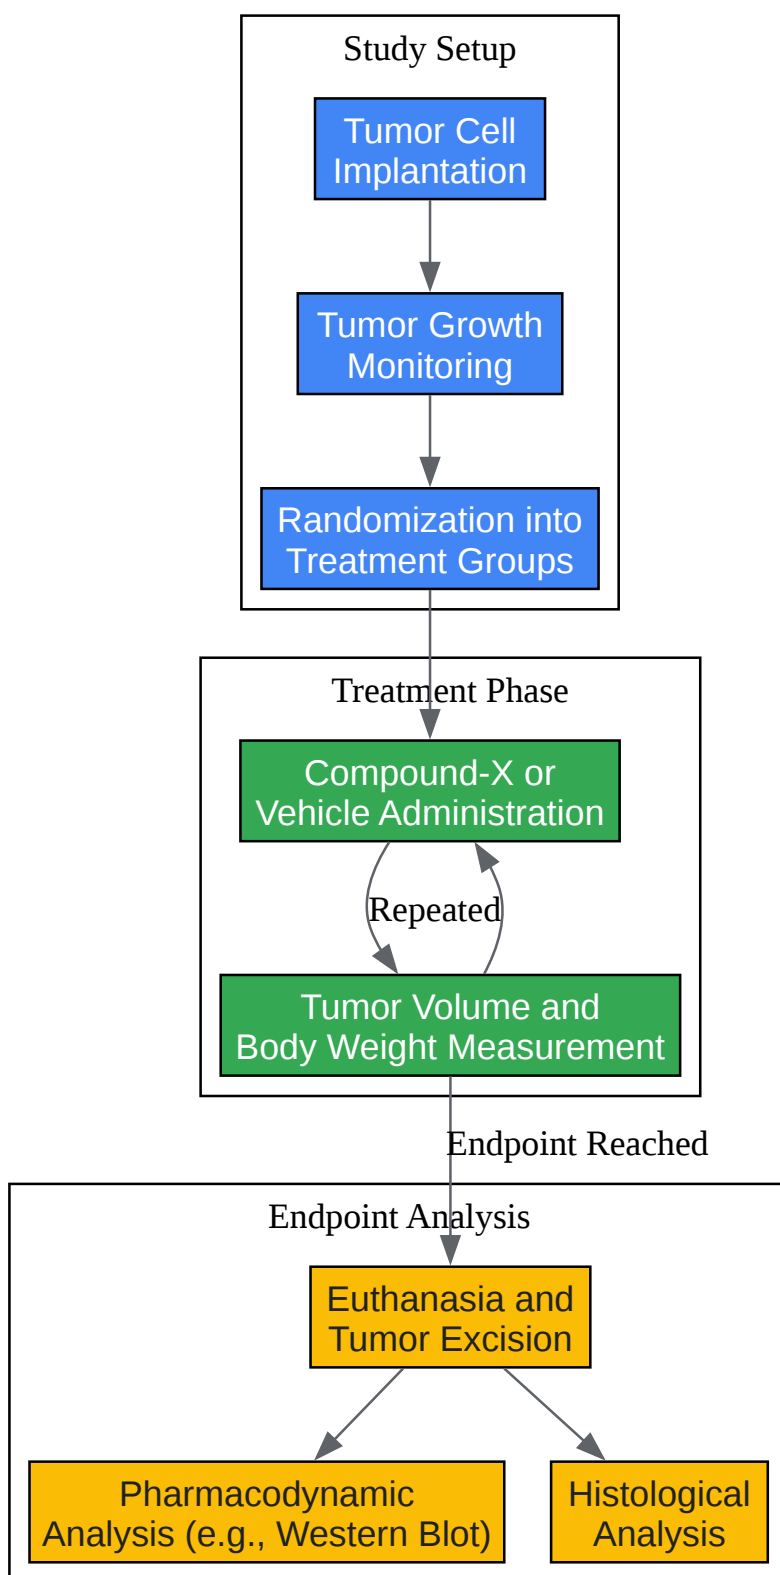 Study Setup
Tumor Cell
Implantation
Tumor Growth
Monitoring
Randomization into
Treatment Groups
Treatment Phase
Compound-X or
Vehicle Administration
Repeated
Tumor Volume and
Body Weight Measurement
Endpoint Reached
Endpoint Analysis
Euthanasia and
Tumor Excision
Pharmacodynamic
Analysis (e.g., Western Blot)
Histological
Analysis